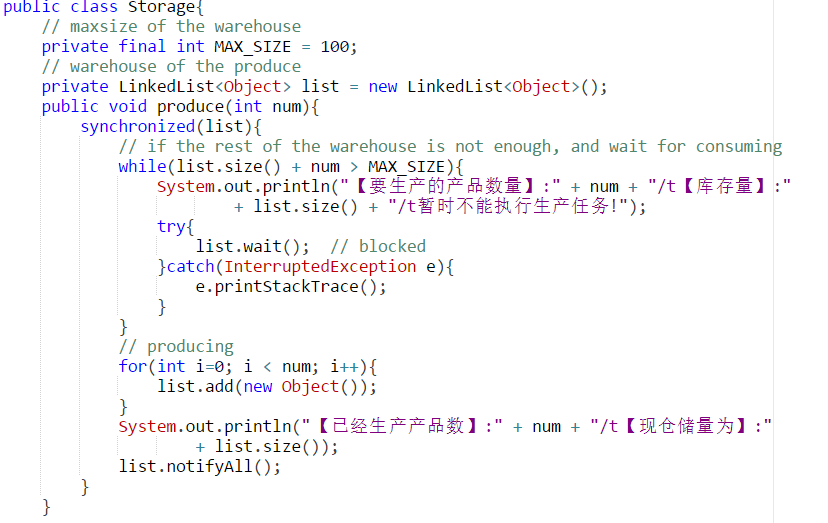 public class Storage{
    // maxsize of the warehouse
    private final int MAX_SIZE = 100;
    // warehouse of the produce
    private LinkedList<Object> list = new LinkedList<Object>();
    public void produce(int num){
        synchronized(list){
            // if the rest of the warehouse is not enough, and wait for consuming
            while(list.size() + num > MAX_SIZE){
                System.out.println("【要生产的产品数量】:" + num + "/t【库存量】:"
                        + list.size() + "/t暂时不能执行生产任务!");
                try{
                    list.wait();  // blocked
                }catch(InterruptedException e){
                    e.printStackTrace();
                }
            }
            // producing
            for(int i=0; i < num; i++){
                list.add(new Object());
            }
            System.out.println("【已经生产产品数】:" + num + "/t【现仓储量为】:"
                    + list.size());
            list.notifyAll();
        }
    }